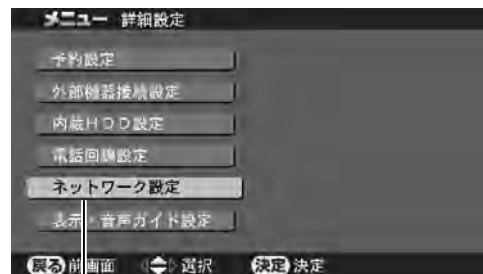 メニュー 詳細設定
予約設定
外部機器接続設定
内蔵HDD設定
電話回線設定
ネットワーク設定
表示・音声ガイド設定
戻る 前画面 選択 決定 決定